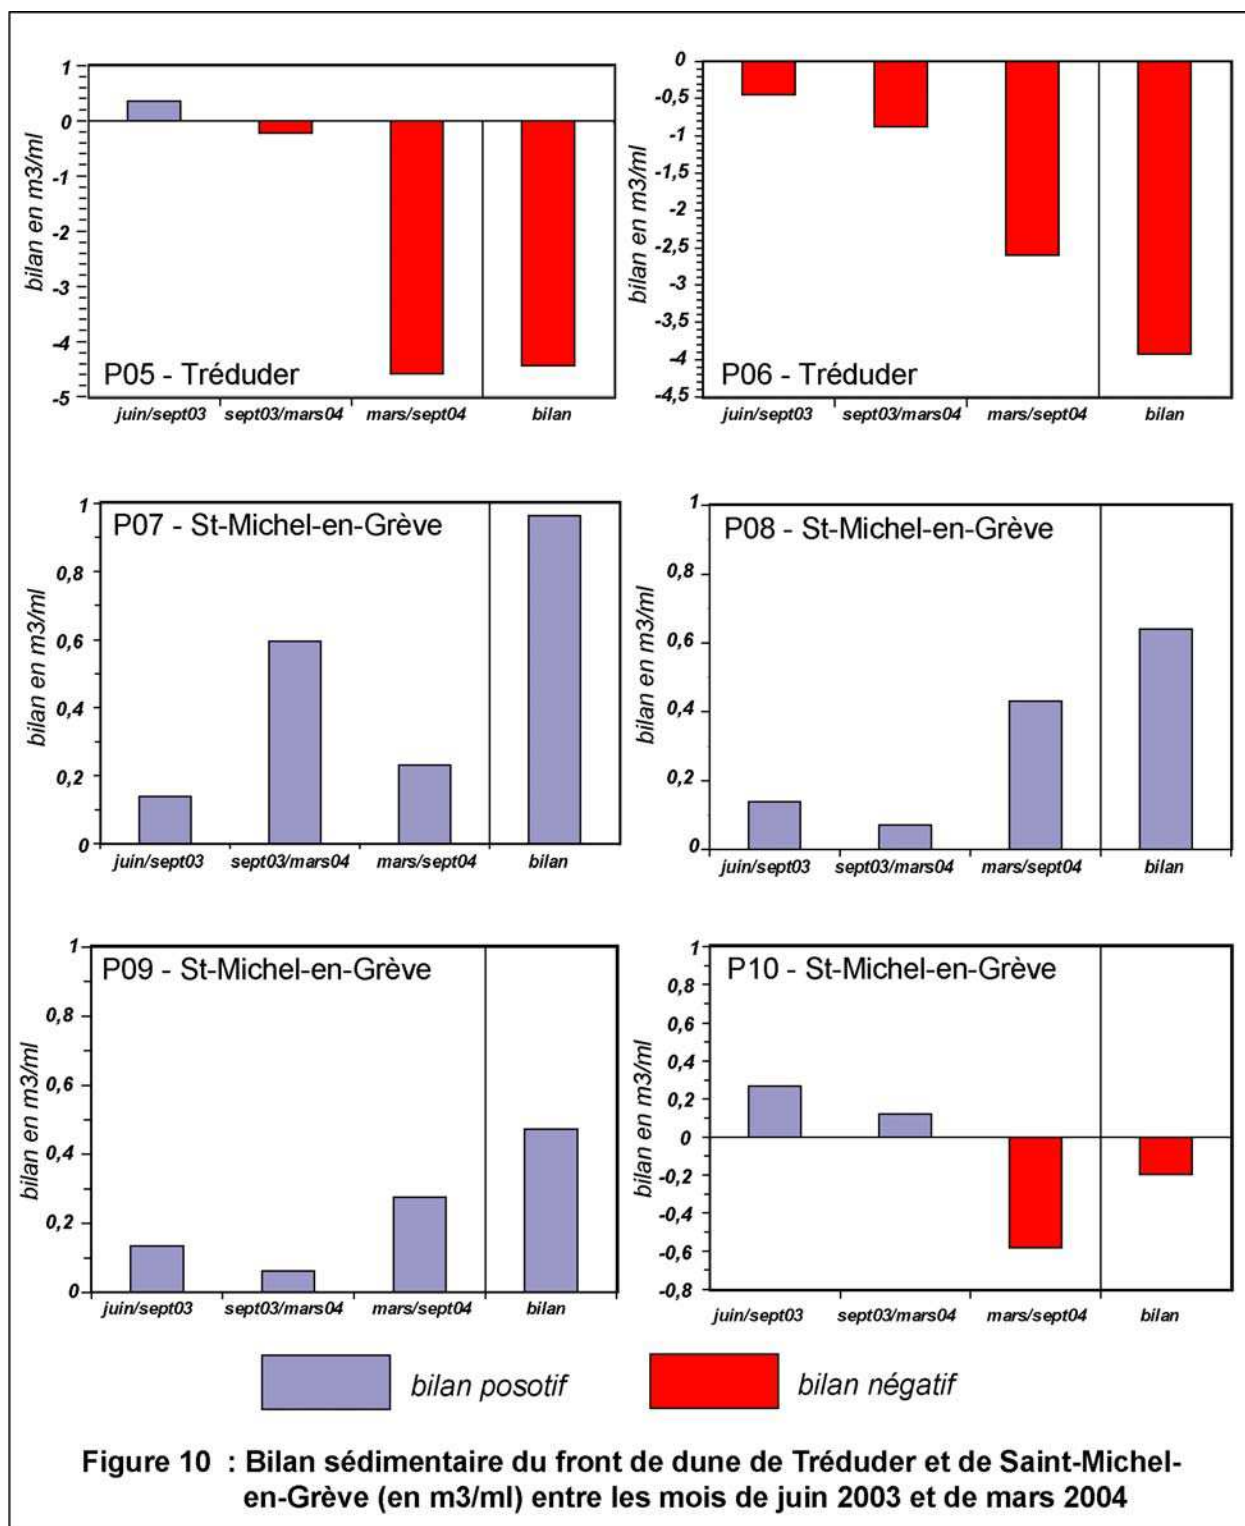 1
0
-1
-2
-3
-4
-5
bilan en m3/ml
P05 - Tréduder
juin/sept03 sept03/mars04 mars/sept04 bilan
0
-0,5
-1
-1,5
-2
-2,5
-3
-3,5
-4
-4,5
bilan en m3/ml
P06 - Tréduder
juin/sept03 sept03/mars04 mars/sept04 bilan
1
0,8
0,6
0,4
0,2
0
bilan en m3/ml
P07 - St-Michel-en-Grève
juin/sept03 sept03/mars04 mars/sept04 bilan
1
0,8
0,6
0,4
0,2
0
bilan en m3/ml
P08 - St-Michel-en-Grève
juin/sept03 sept03/mars04 mars/sept04 bilan
1
0,8
0,6
0,4
0,2
0
bilan en m3/ml
P09 - St-Michel-en-Grève
juin/sept03 sept03/mars04 mars/sept04 bilan
1
0,8
0,6
0,4
0,2
0
-0,2
-0,4
-0,6
-0,8
bilan en m3/ml
P10 - St-Michel-en-Grève
juin/sept03 sept03/mars04 mars/sept04 bilan
bilan posotif
bilan négatif
Figure 10 : Bilan sédimentaire du front de dune de Tréduder et de Saint-Michel-
en-Grève (en m3/ml) entre les mois de juin 2003 et de mars 2004